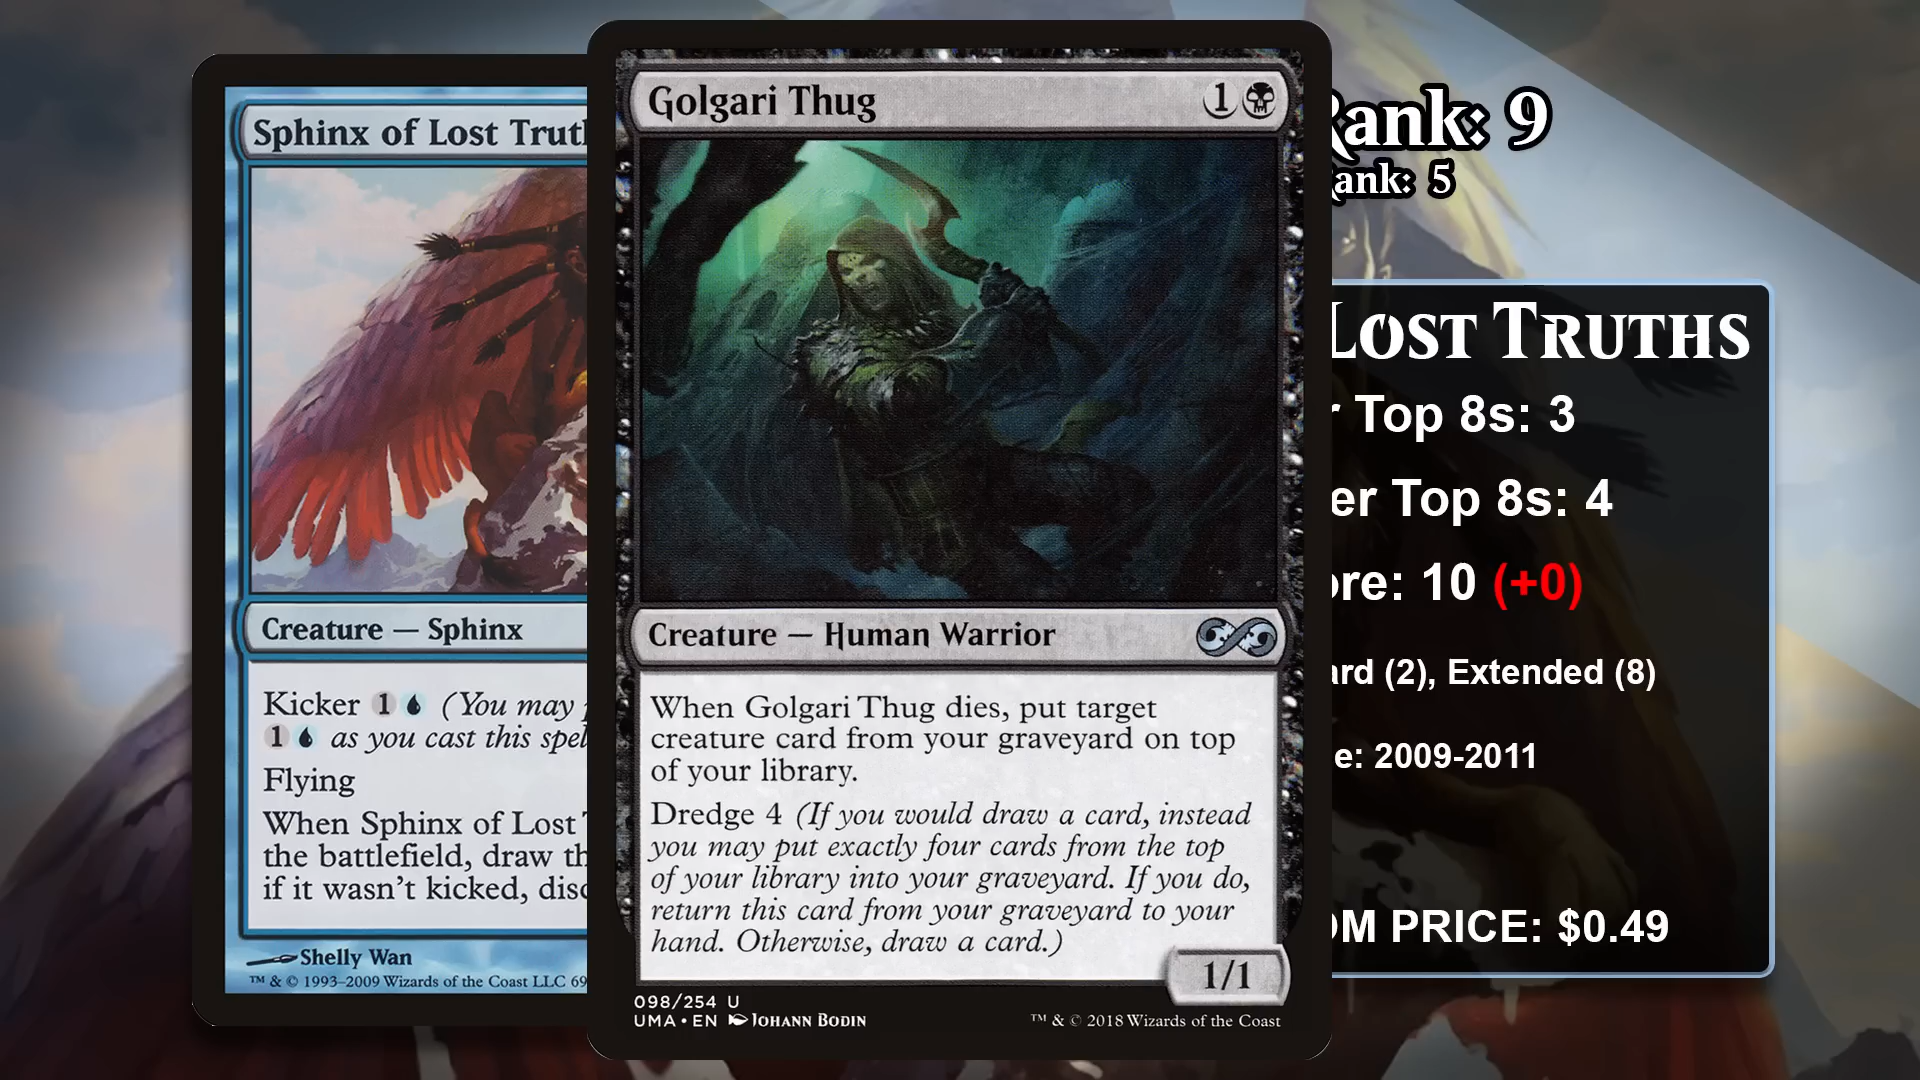 Sphinx of Lost Truth
Creature — Sphinx
Kicker 1 (You may
1 as you cast this spel
Flying
When Sphinx of Lost
the battlefield, draw th
if it wasn't kicked, disc
Shelly Wan
™ & © 1993–2009 Wizards of the Coast LLC 69
Golgari Thug
1
Creature — Human Warrior
When Golgari Thug dies, put target
creature card from your graveyard on top
of your library.
Dredge 4 (If you would draw a card, instead
you may put exactly four cards from the top
of your library into your graveyard. If you do,
return this card from your graveyard to your
hand. Otherwise, draw a card.)
1/1
098/254 U
UMA • EN Johann Bodin
™ & © 2018 Wizards of the Coast
Rank: 9
ank: 5
Lost Truths
r Top 8s: 3
er Top 8s: 4
ore: 10 (+0)
ard (2), Extended (8)
e: 2009-2011
OM PRICE: $0.49